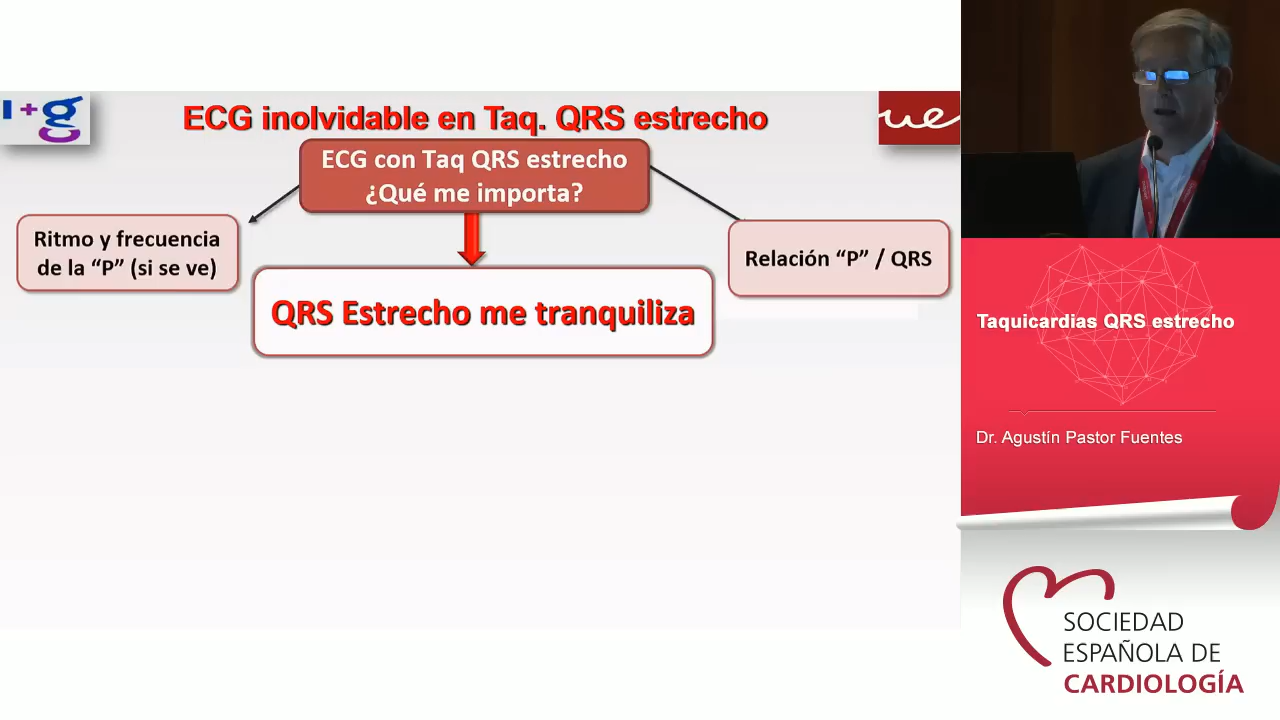 i+g
ue
ECG inolvidable en Taq. QRS estrecho
ECG con Taq QRS estrecho
¿Qué me importa?
Ritmo y frecuencia
de la “P” (si se ve)
Relación “P” / QRS
QRS Estrecho me tranquiliza
Taquicardias QRS estrecho
Dr. Agustín Pastor Fuentes
SOCIEDAD
ESPAÑOLA DE
CARDIOLOGÍA